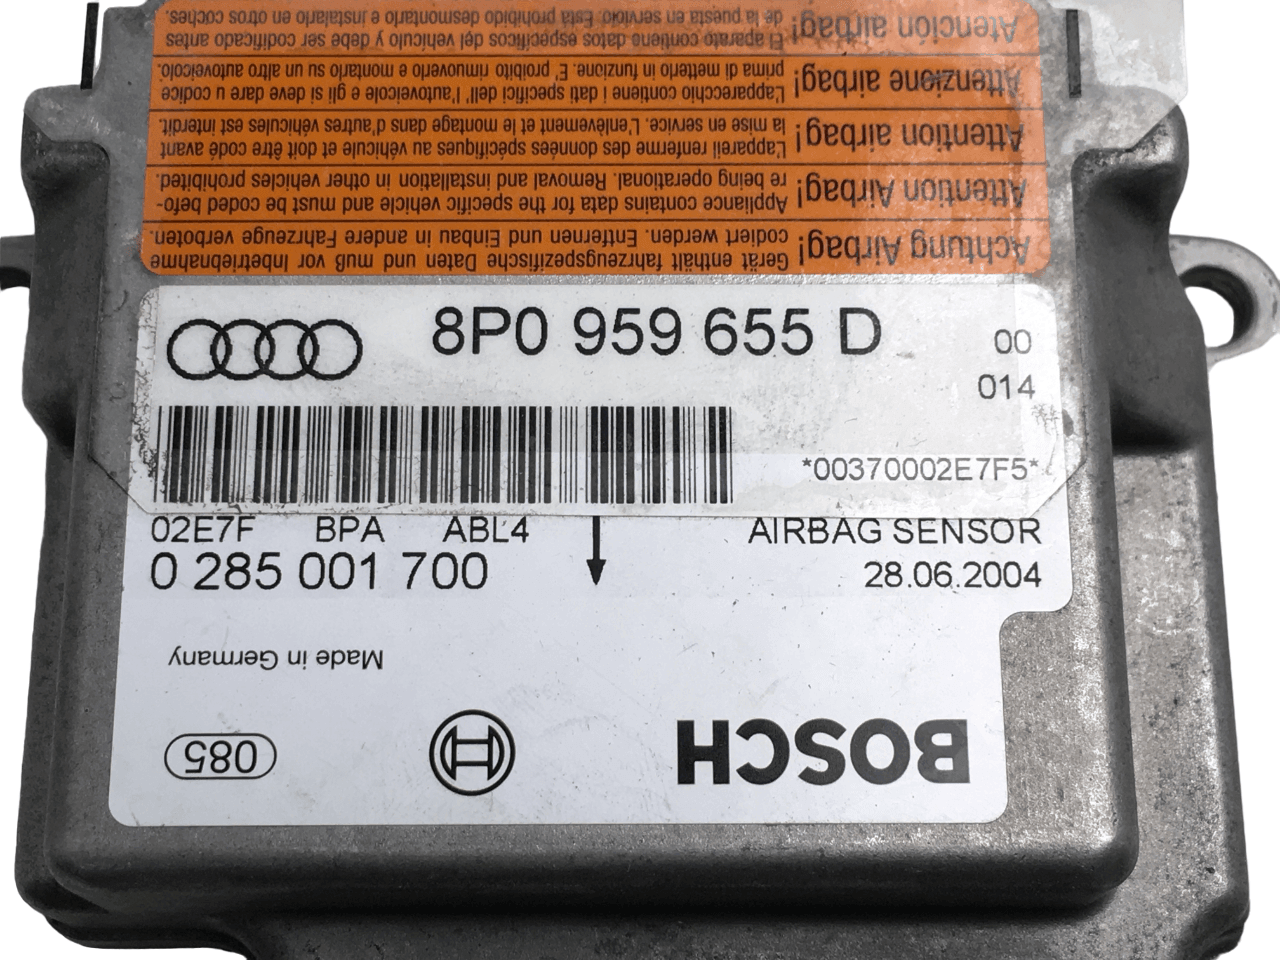 Achtung Airbag!
Gerät enthält fahrzeugspezifische Daten und muß vor Inbetriebnahme
codiert werden. Entfernen und Einbau in andere Fahrzeuge verboten.
Attention Airbag!
Appliance contains data for the specific vehicle and must be coded befo-
re being operational. Removal and installation in other vehicles prohibited.
Attention airbag!
L'appareil renferme des données spécifiques au véhicule et doit être codé avant
la mise en service. L'enlèvement et le montage dans d'autres véhicules est interdit.
Attenzione airbag!
L'apparecchio contiene i dati specifici dell' l'autoveicolo e gli e si deve dare u codice
prima di metterlo in funzione. E' proibito rimuoverlo e montarlo su un altro autoveicolo.
Atención airbag!
El aparato contiene datos específicos del vehículo y debe ser codificado antes
de la puesta en servicio. Está prohibido desmontarlo e instalarlo en otros coches.
8P0 959 655 D
00
014
*00370002E7F5*
02E7F BPA ABL4 AIRBAG SENSOR
0 285 001 700 28.06.2004
Made in Germany
BOSCH
085